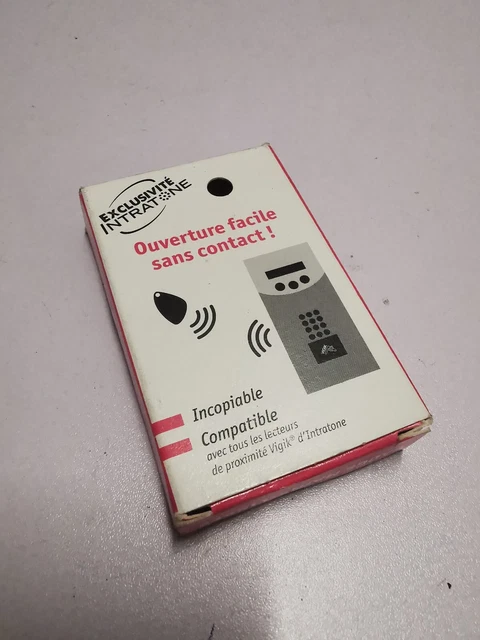 EXCLUSIVITÉ
INTRATONE
Ouverture facile
sans contact !
Incopiable
Compatible
avec tous les lecteurs
de proximité Vigik® d'Intratone